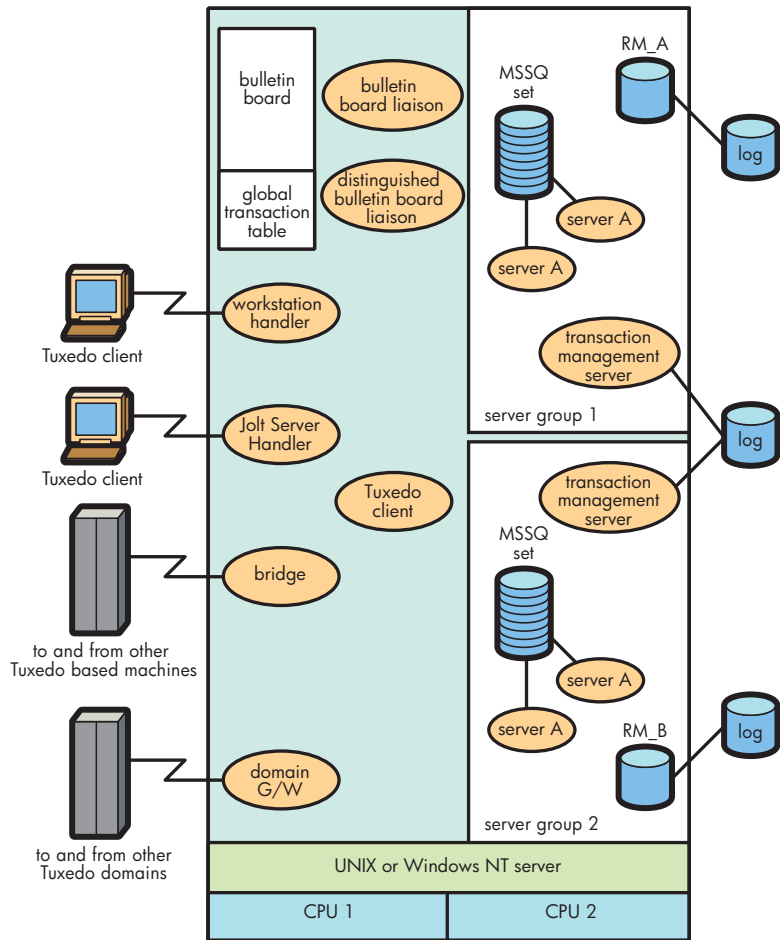 bulletin
board
bulletin
board liaison
global
transaction
table
distinguished
bulletin board
liaison
workstation
handler
Tuxedo client
Jolt Server
Handler
Tuxedo client
Tuxedo
client
bridge
to and from other
Tuxedo based machines
domain
G/W
to and from other
Tuxedo domains
MSSQ
set
RM_A
log
server A
server A
transaction
management
server
server group 1
log
transaction
management
server
MSSQ
set
server A
server A
RM_B
log
server group 2
UNIX or Windows NT server
CPU 1
CPU 2